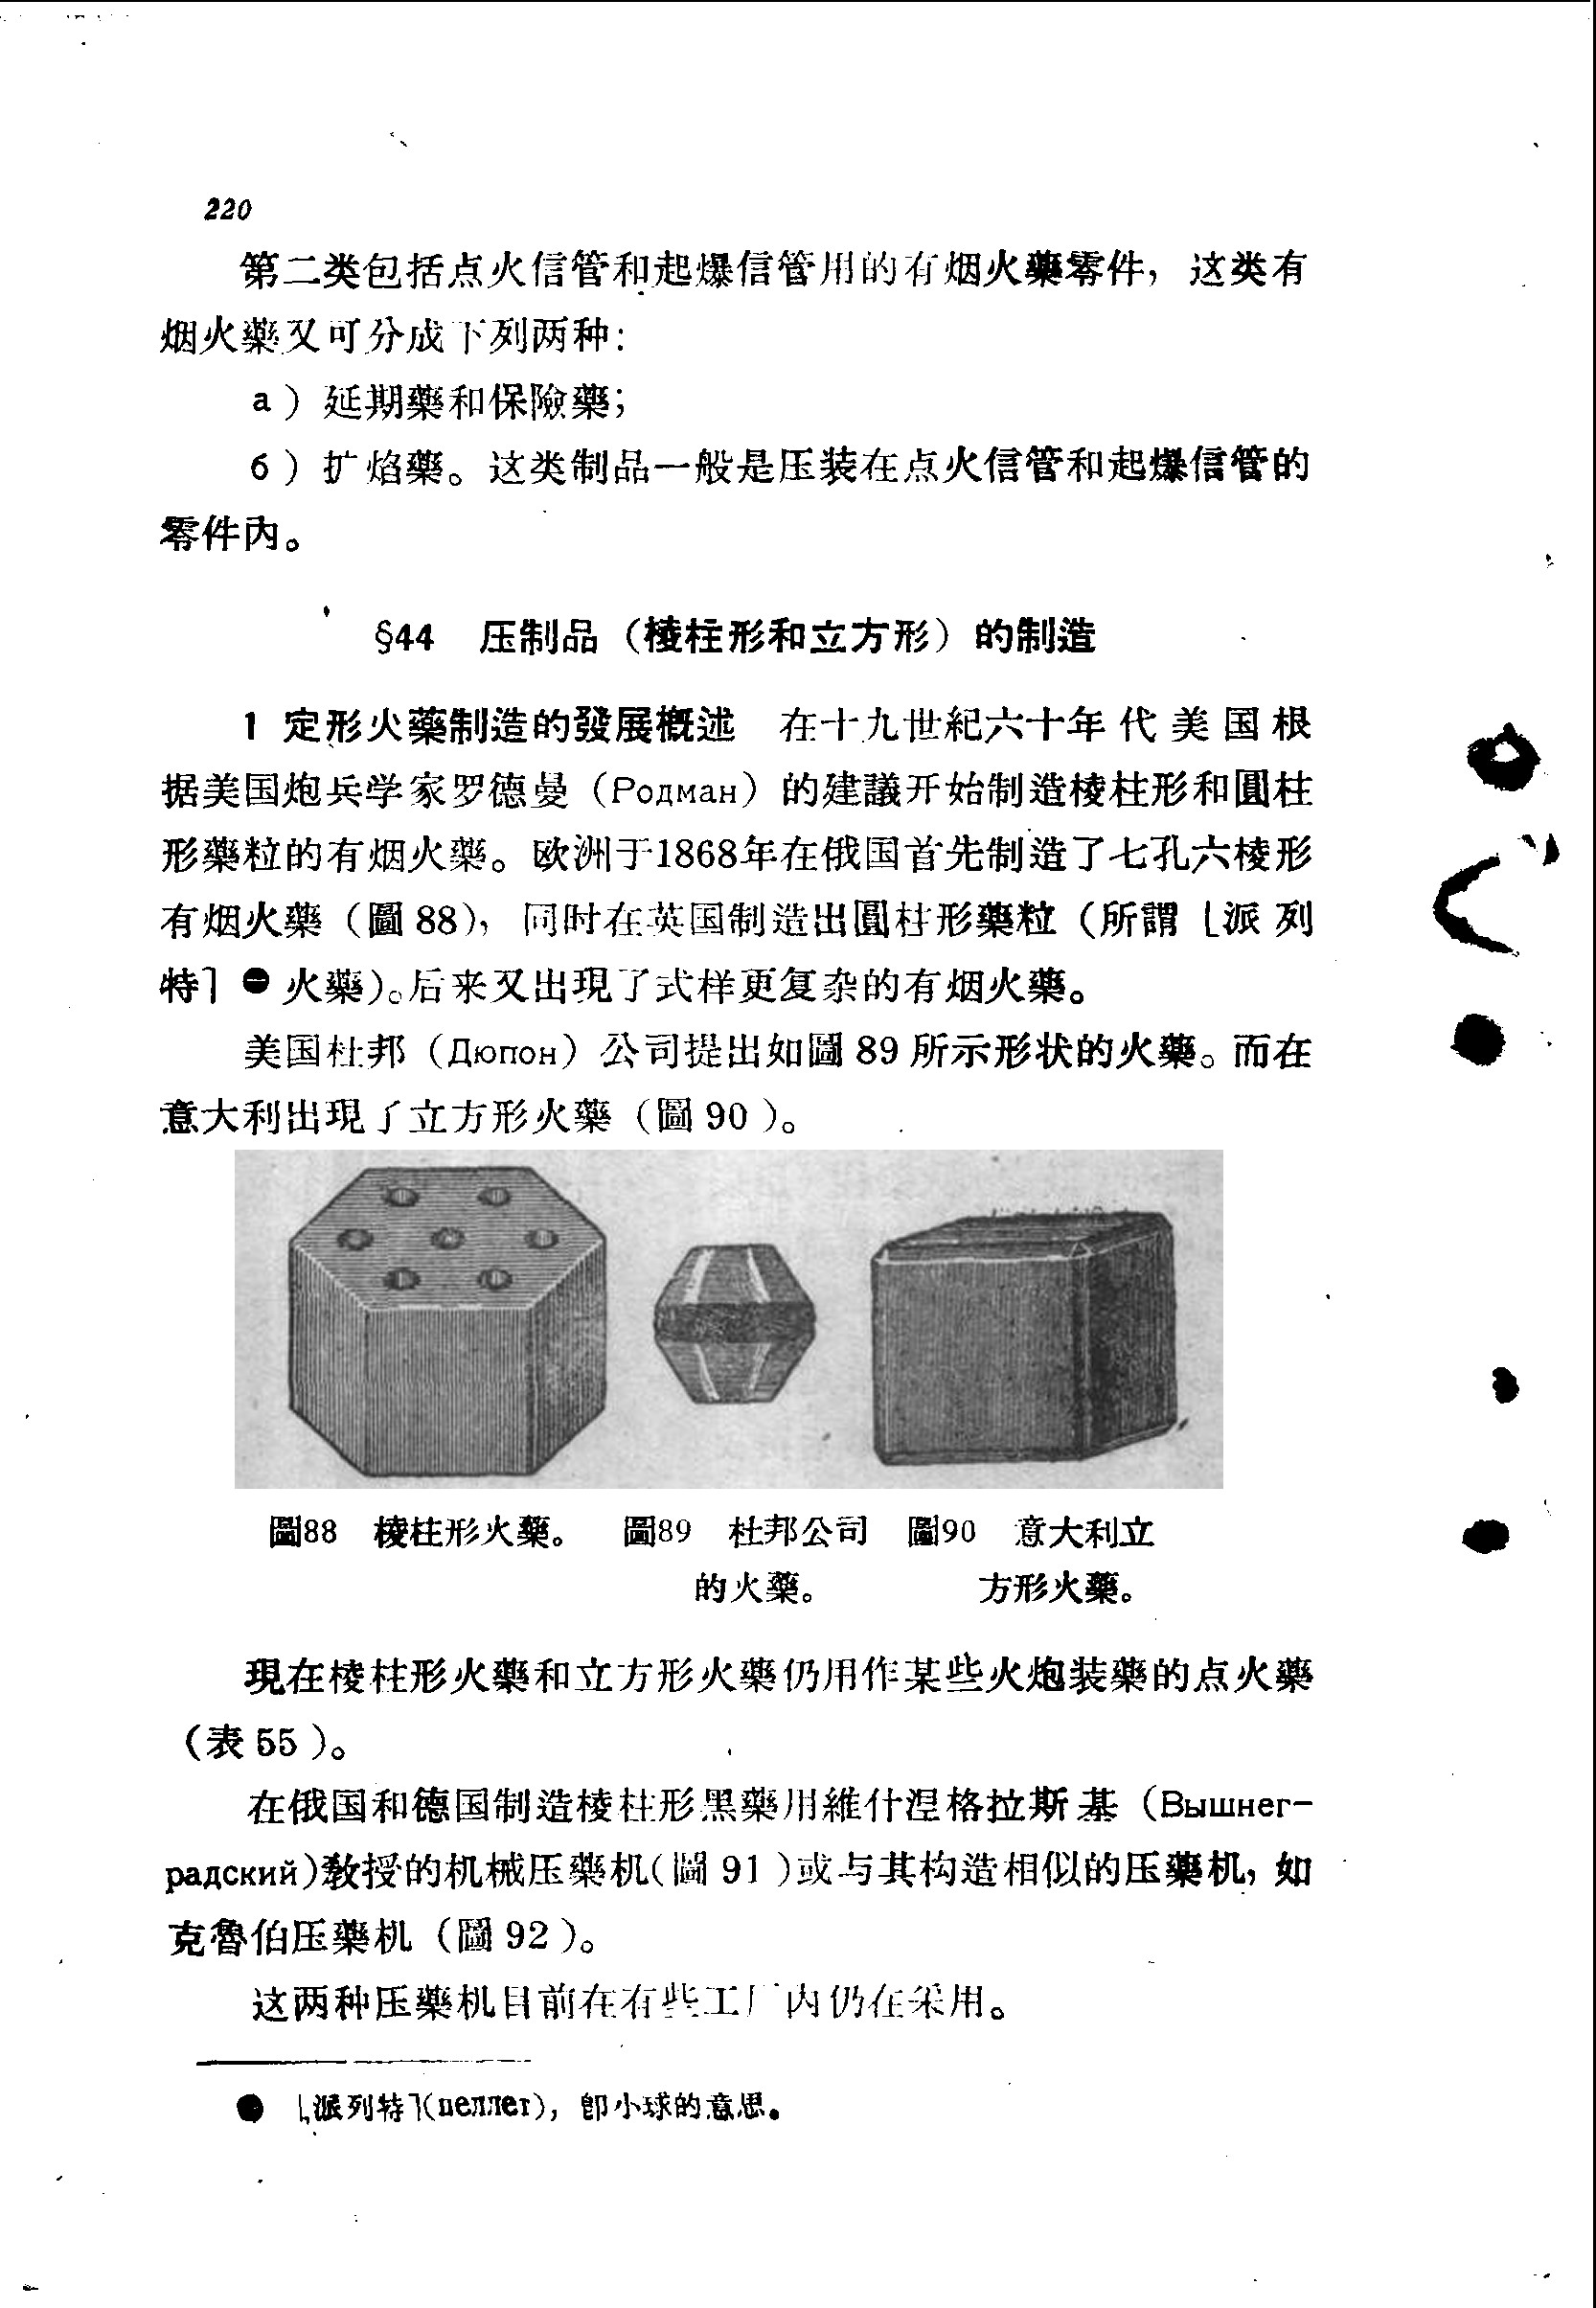 220
第二类包括点火信管和起爆信管用的有烟火藥零件，这类有
烟火藥又可分成下列两种：
а）延期藥和保險藥；
б）扩焰藥。这类制品一般是压装在点火信管和起爆信管的
零件內。
§44　压制品（棱柱形和立方形）的制造
1 定形火藥制造的發展概述　在十九世紀六十年代美国根
据美国炮兵学家罗德曼（Родман）的建議开始制造棱柱形和圓柱
形藥粒的有烟火藥。欧洲于1868年在俄国首先制造了七孔六棱形
有烟火藥（圖 88），同时在英国制造出圓柱形藥粒（所謂⌊派列
特⌉ ⊖ 火藥）。后来又出現了式样更复杂的有烟火藥。
美国杜邦（Дюпон）公司提出如圖 89 所示形状的火藥。而在
意大利出現了立方形火藥（圖 90）。
圖88　棱柱形火藥。　圖89　杜邦公司　圖90　意大利立
的火藥。　方形火藥。
現在棱柱形火藥和立方形火藥仍用作某些火炮装藥的点火藥
（表 55）。
在俄国和德国制造棱柱形黑藥用維什涅格拉斯基（Вышнег-
радский）教授的机械压藥机（圖 91）或与其构造相似的压藥机，如
克魯伯压藥机（圖 92）。
这两种压藥机目前在有些工厂内仍在采用。
● ⌊派列特⌉（пеллет），卽小球的意思。